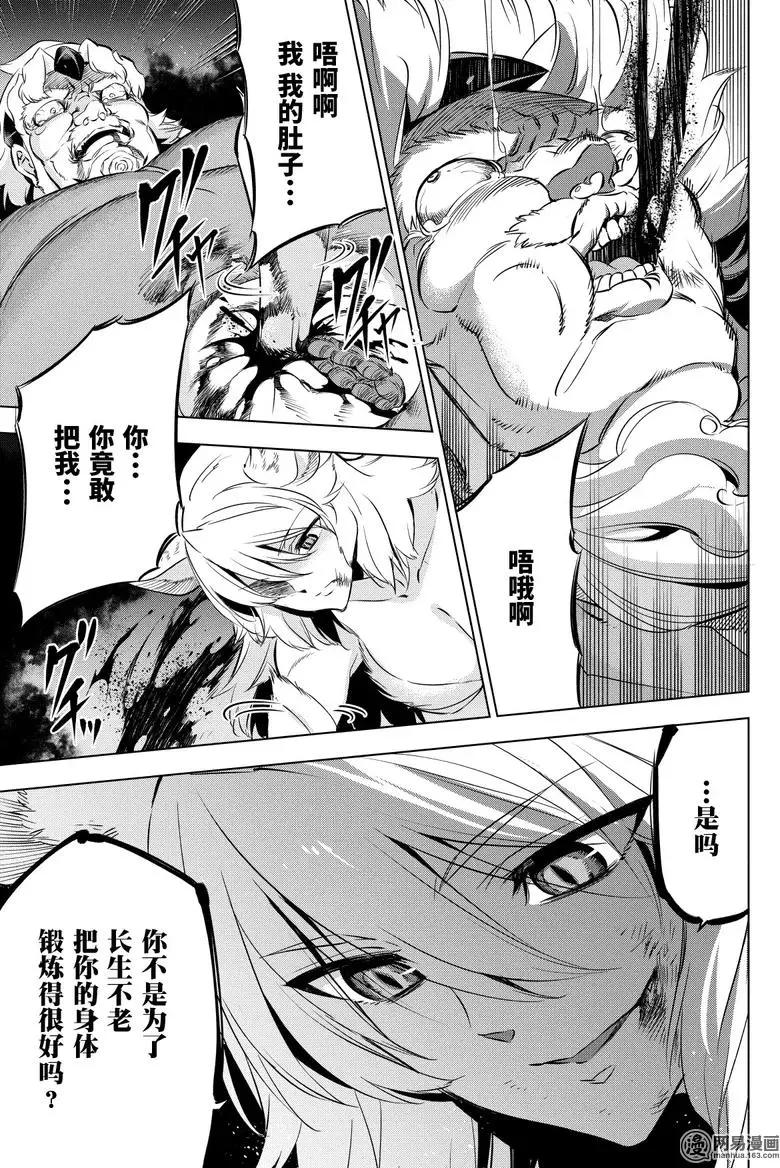 唔啊啊
我 我的肚子…
グチャ
グチャ
唔哦啊
你…
你竟敢
把我…
グチッ
…是吗
你不是为了
长生不老
把你的身体
锻炼得很好吗？
漫 网易漫画
manhua.163.com